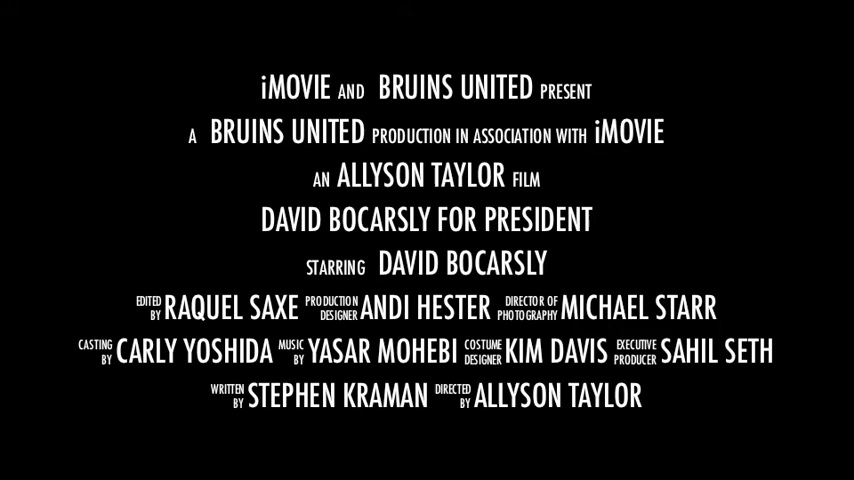 iMOVIE AND BRUINS UNITED PRESENT
A BRUINS UNITED PRODUCTION IN ASSOCIATION WITH iMOVIE
AN ALLYSON TAYLOR FILM
DAVID BOCARSLY FOR PRESIDENT
STARRING DAVID BOCARSLY
EDITED BY RAQUEL SAXE PRODUCTION DESIGNER ANDI HESTER DIRECTOR OF PHOTOGRAPHY MICHAEL STARR
CASTING BY CARLY YOSHIDA MUSIC BY YASAR MOHEBI COSTUME DESIGNER KIM DAVIS EXECUTIVE PRODUCER SAHIL SETH
WRITTEN BY STEPHEN KRAMAN DIRECTED BY ALLYSON TAYLOR